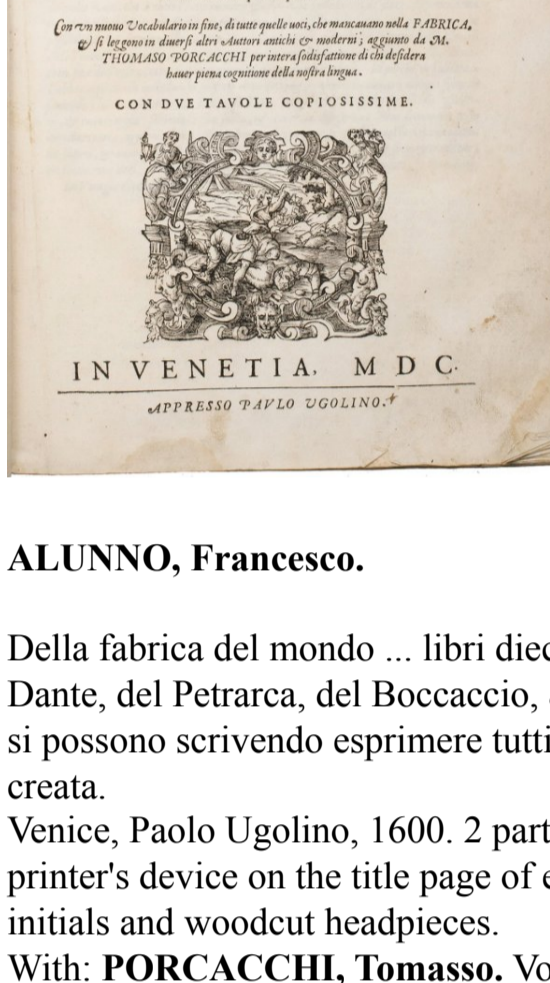 Con vn nuouo Vocabulario in fine, di tutte quelle uoci, che mancauano nella FABRICA,
& si leggono in diuersi altri Auttori antichi & moderni; aggiunto da M.
THOMASO PORCACCHI per intera sodisfattione di chi desidera
hauer piena cognitione della nostra lingua.
CON DVE TAVOLE COPIOSISSIME.
IN VENETIA, M D C.
APPRESSO PAVLO UGOLINO.
ALUNNO, Francesco.
Della fabrica del mondo ... libri diec
Dante, del Petrarca, del Boccaccio,
si possono scrivendo esprimere tutti
creata.
Venice, Paolo Ugolino, 1600. 2 part
printer's device on the title page of e
initials and woodcut headpieces.
With: PORCACCHI, Tomasso. Vo